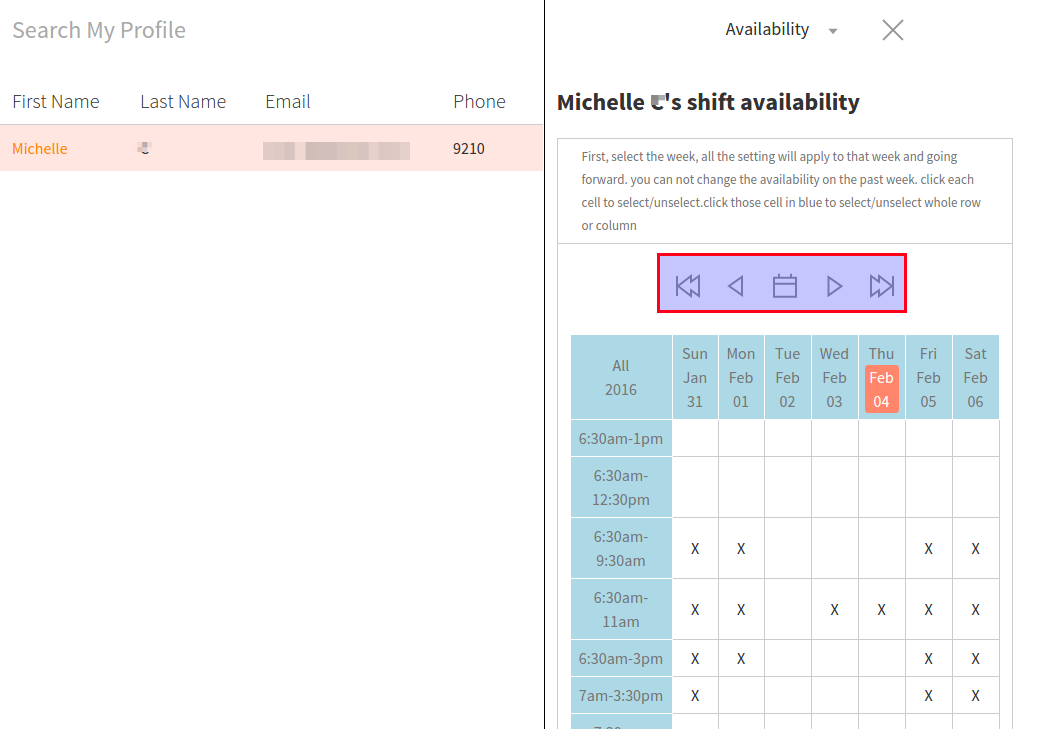 Search My Profile
First Name Last Name Email Phone
Michelle 9210
Availability
Michelle 's shift availability
First, select the week, all the setting will apply to that week and going
forward. you can not change the availability on the past week. click each
cell to select/unselect.click those cell in blue to select/unselect whole row
or column
All 2016 Sun Jan 31 Mon Feb 01 Tue Feb 02 Wed Feb 03 Thu Feb 04 Fri Feb 05 Sat Feb 06
6:30am-1pm
6:30am-
12:30pm
6:30am-
9:30am X X X X
6:30am-
11am X X X X X X
6:30am-3pm X X X X
7am-3:30pm X X X